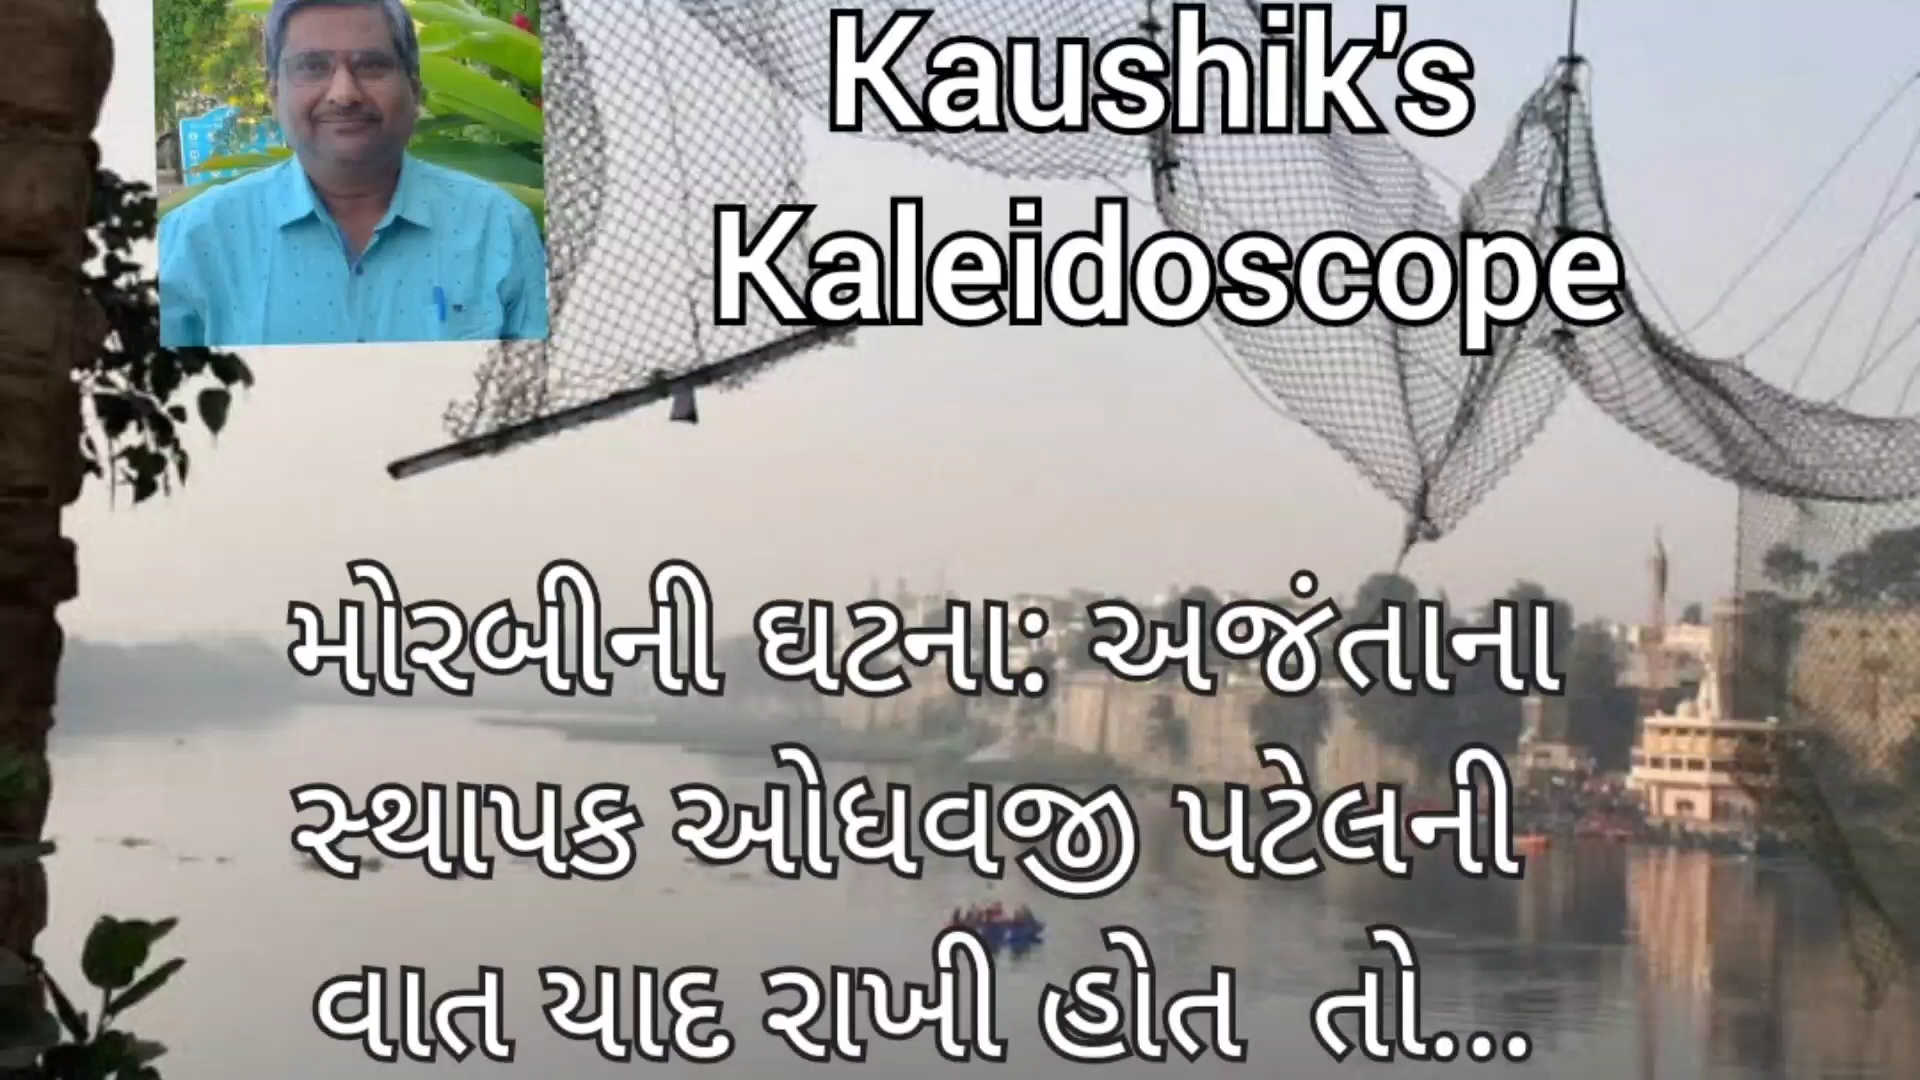 Kaushik's
Kaleidoscope
મોરબીની ઘટના: અજંતાના
સ્થાપક ઓધવજી પટેલની
વાત યાદ રાખી હોત તો...